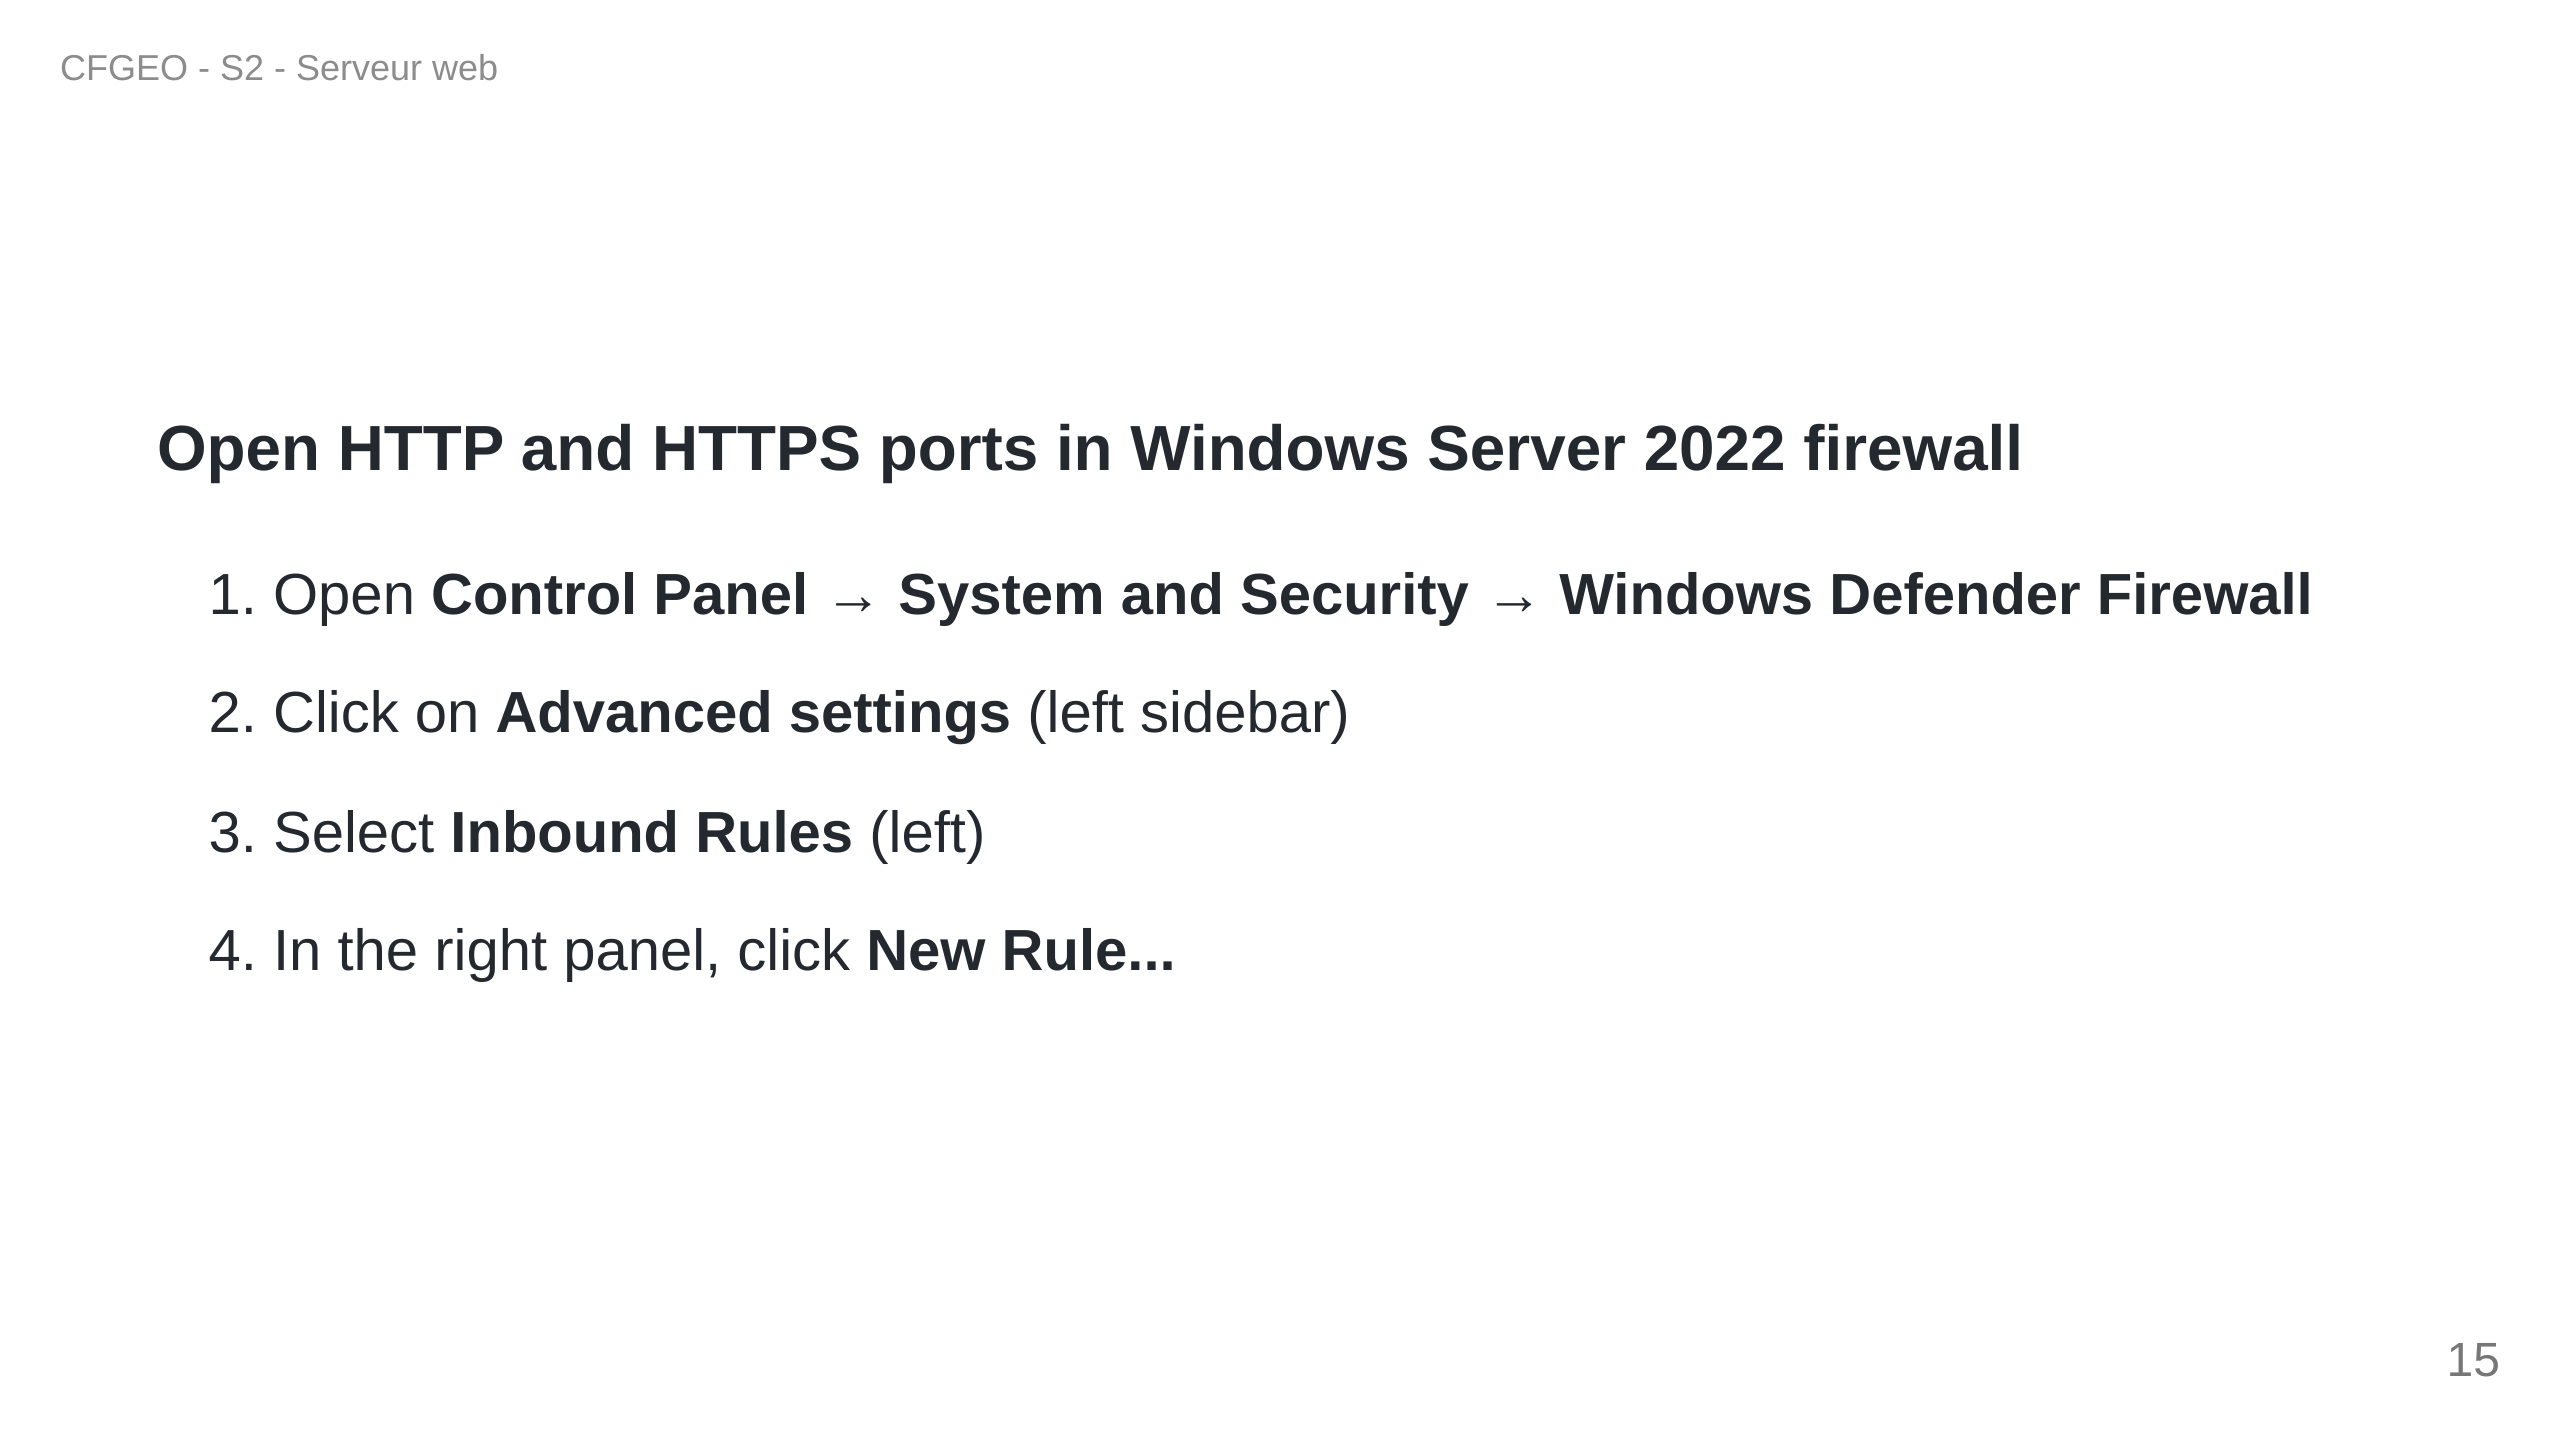 CFGEO - S2 - Serveur web
Open HTTP and HTTPS ports in Windows Server 2022 firewall
1. Open Control Panel → System and Security → Windows Defender Firewall
2. Click on Advanced settings (left sidebar)
3. Select Inbound Rules (left)
4. In the right panel, click New Rule...
15